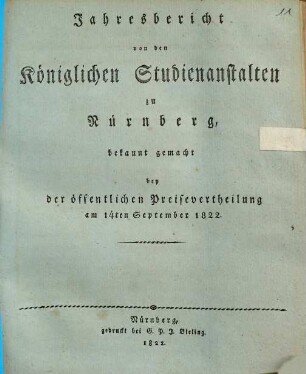 11
Jahresbericht
von den
Königlichen Studienanstalten
zu
Nürnberg,
bekannt gemacht
bey
der öffentlichen Preisevertheilung
am 14ten September 1822.
Nürnberg,
gedruckt bei G. P. J. Bieling.
1822.